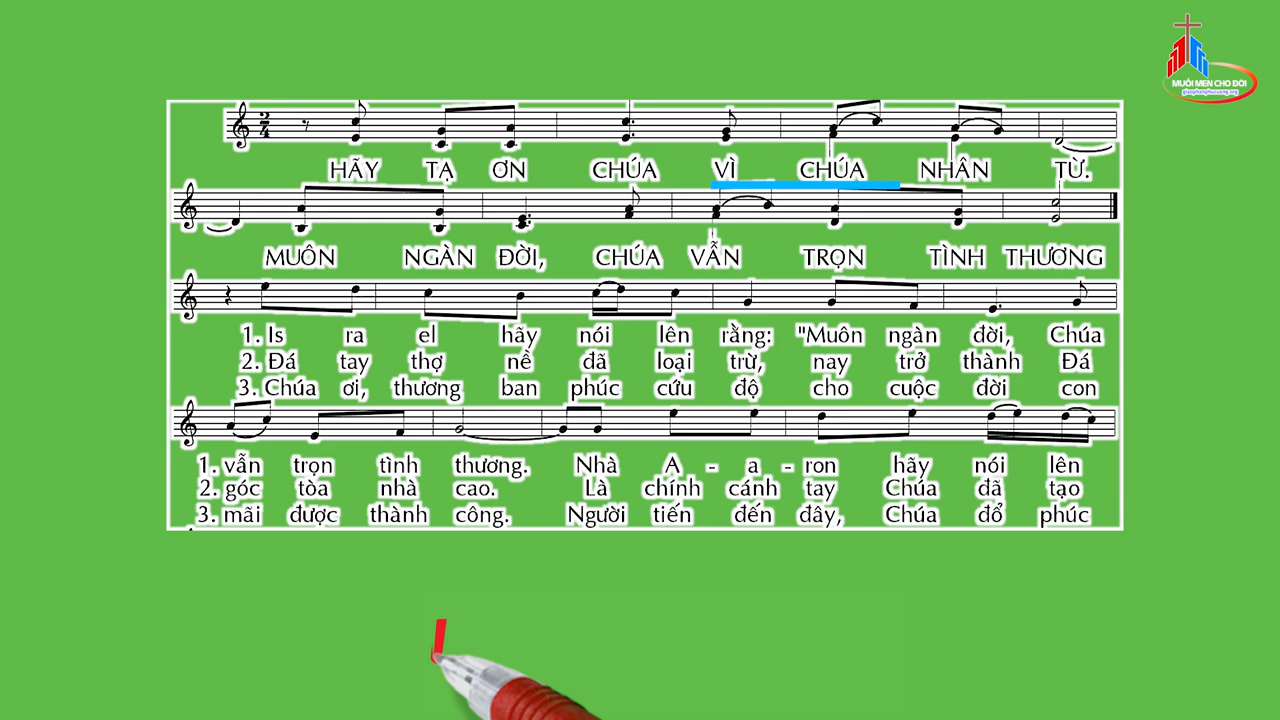 MUỐI MEN CHO ĐỜI
giaophanphucuong.org
HÃY TẠ ƠN CHÚA VÌ CHÚA NHÂN TỪ.
MUÔN NGÀN ĐỜI, CHÚA VẪN TRỌN TÌNH THƯƠNG
1. Is ra el hãy nói lên rằng: "Muôn ngàn đời, Chúa
2. Đá tay thợ nề đã loại trừ, nay trở thành Đá
3. Chúa ơi, thương ban phúc cứu độ cho cuộc đời con
1. vẫn trọn tình thương. Nhà A - a - ron hãy nói lên
2. góc tòa nhà cao. Là chính cánh tay Chúa đã tạo
3. mãi được thành công. Người tiến đến đây, Chúa đổ phúc